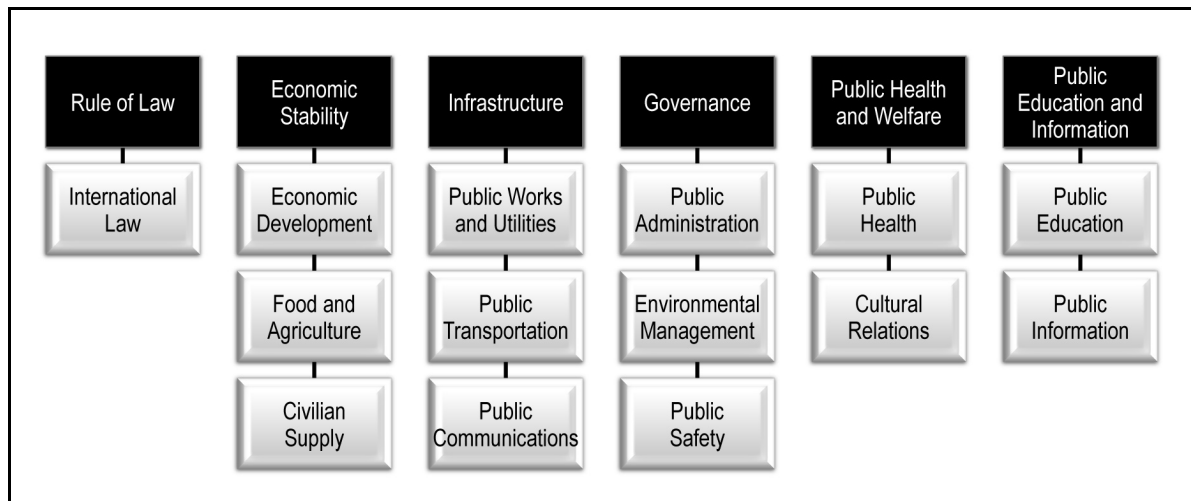 Rule of Law
International
Law
Economic
Stability
Economic
Development
Food and
Agriculture
Civilian
Supply
Infrastructure
Public Works
and Utilities
Public
Transportation
Public
Communications
Governance
Public
Administration
Environmental
Management
Public
Safety
Public Health
and Welfare
Public
Health
Cultural
Relations
Public
Education and
Information
Public
Education
Public
Information